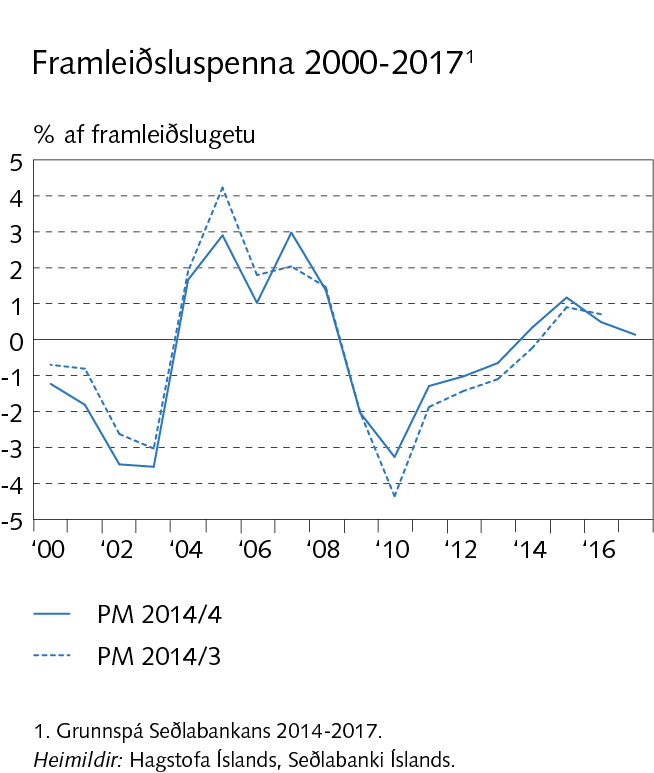 Framleiðsluspenna 2000-2017¹
% af framleiðslugetu
5
4
3
2
1
0
-1
-2
-3
-4
-5
‘00 ‘02 ‘04 ‘06 ‘08 ‘10 ‘12 ‘14 ‘16
PM 2014/4
PM 2014/3
1. Grunnspá Seðlabankans 2014-2017.
Heimildir: Hagstofa Íslands, Seðlabanki Íslands.